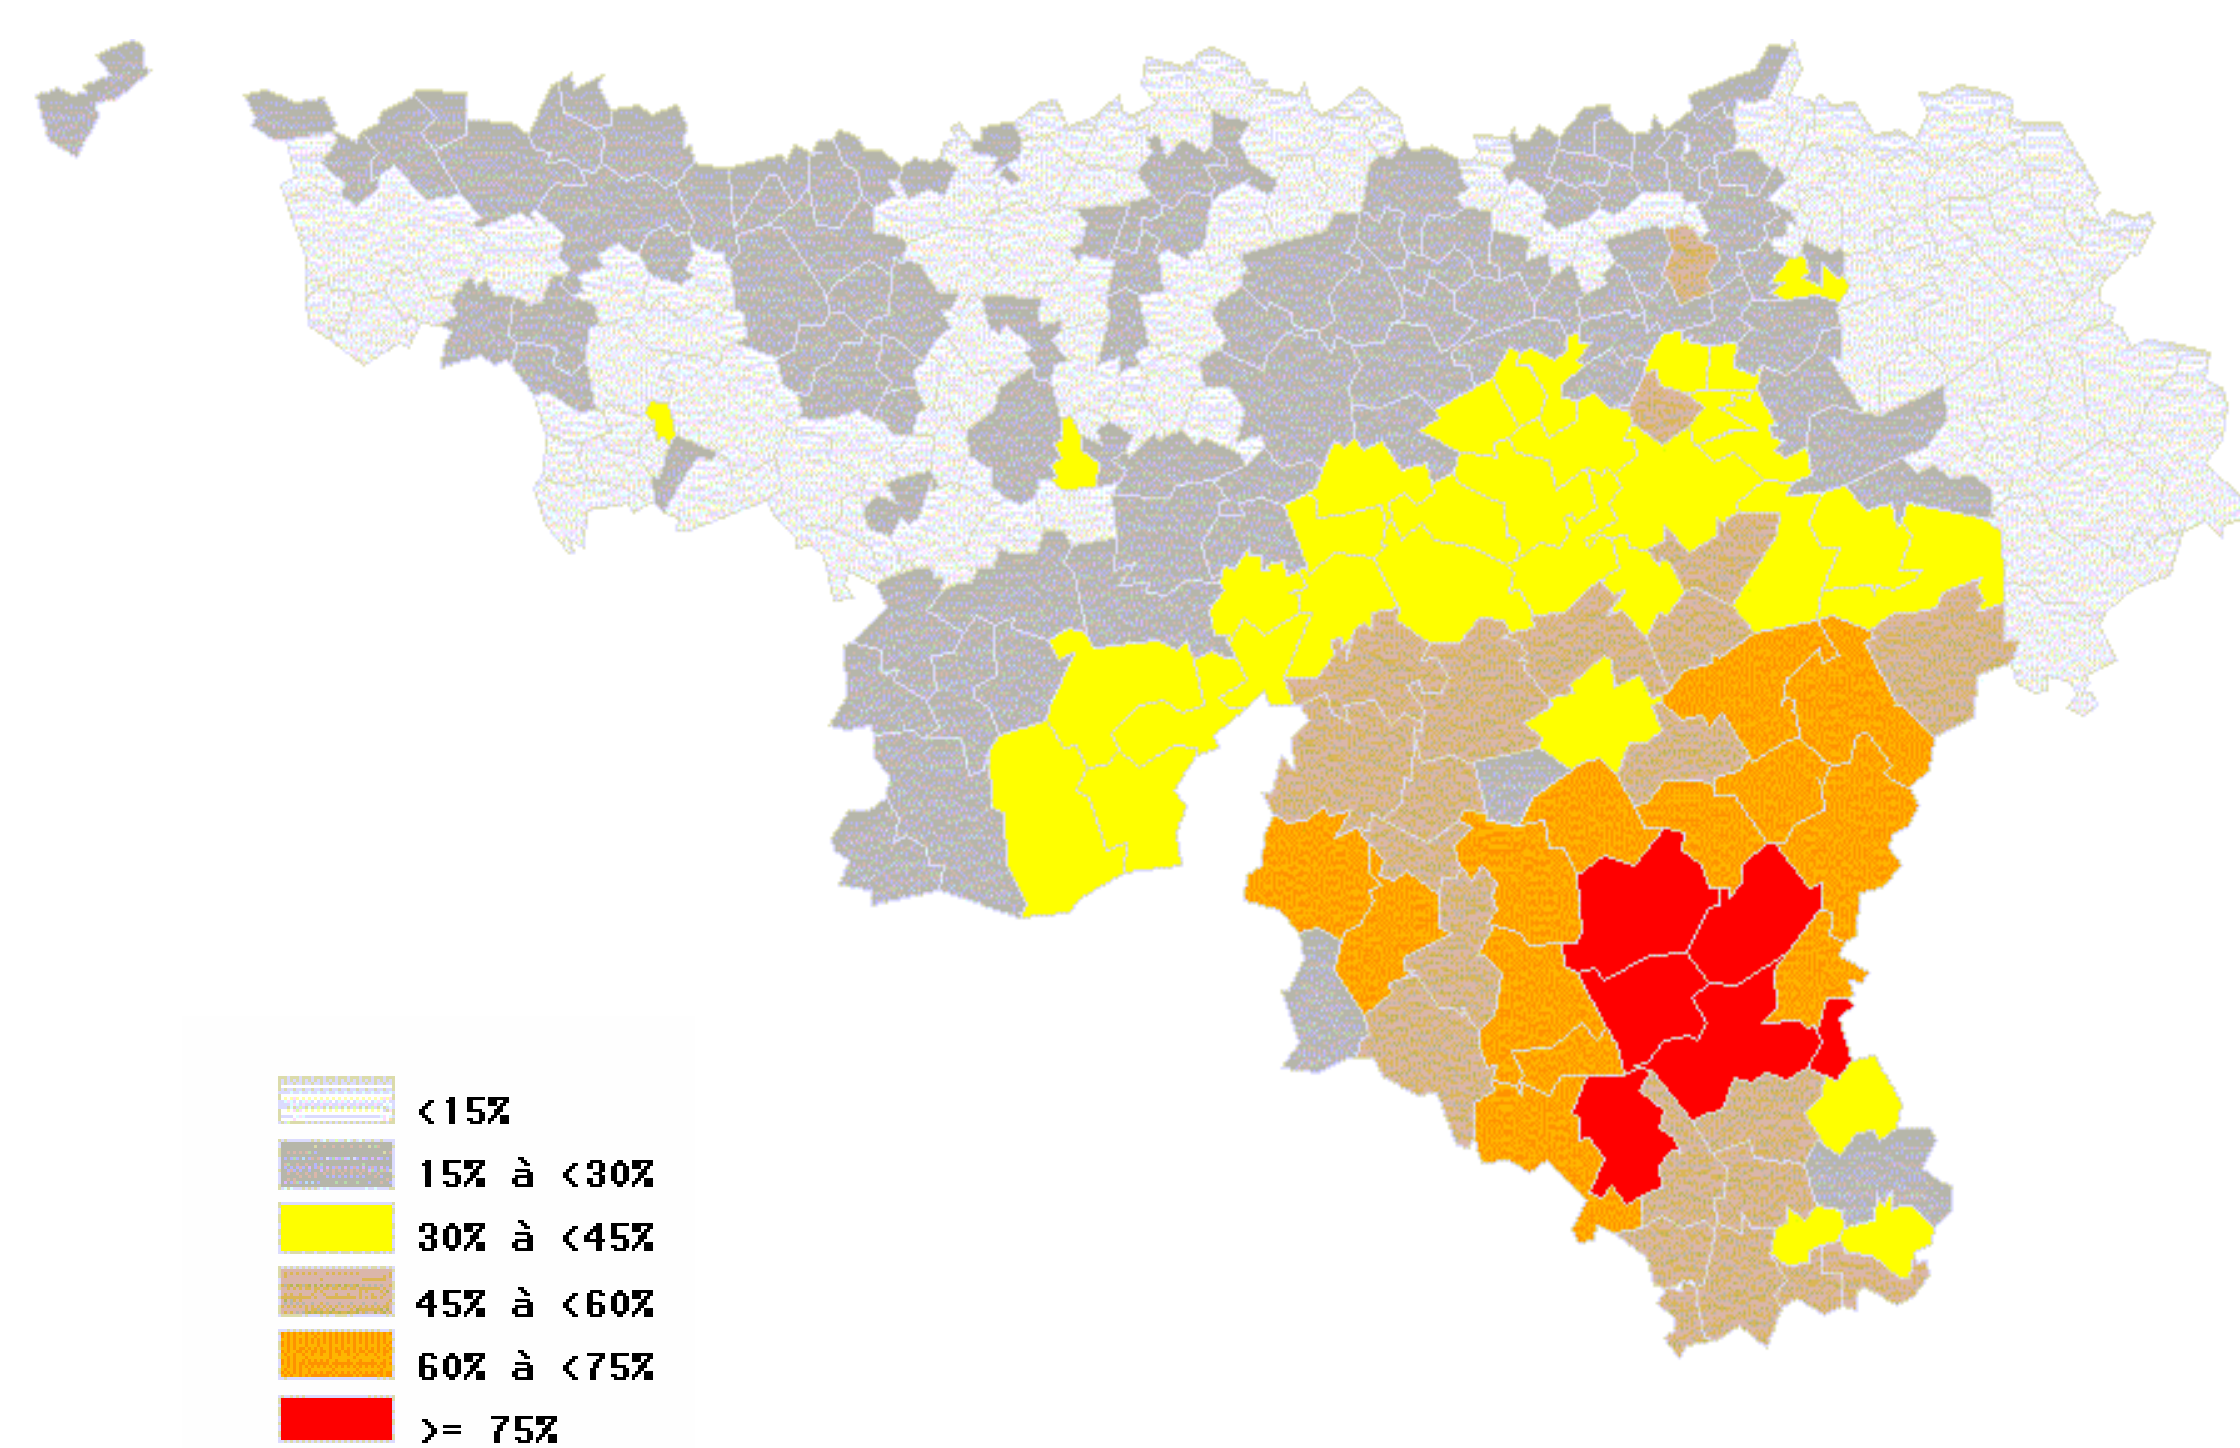 <15%
15% à <30%
30% à <45%
45% à <60%
60% à <75%
>= 75%